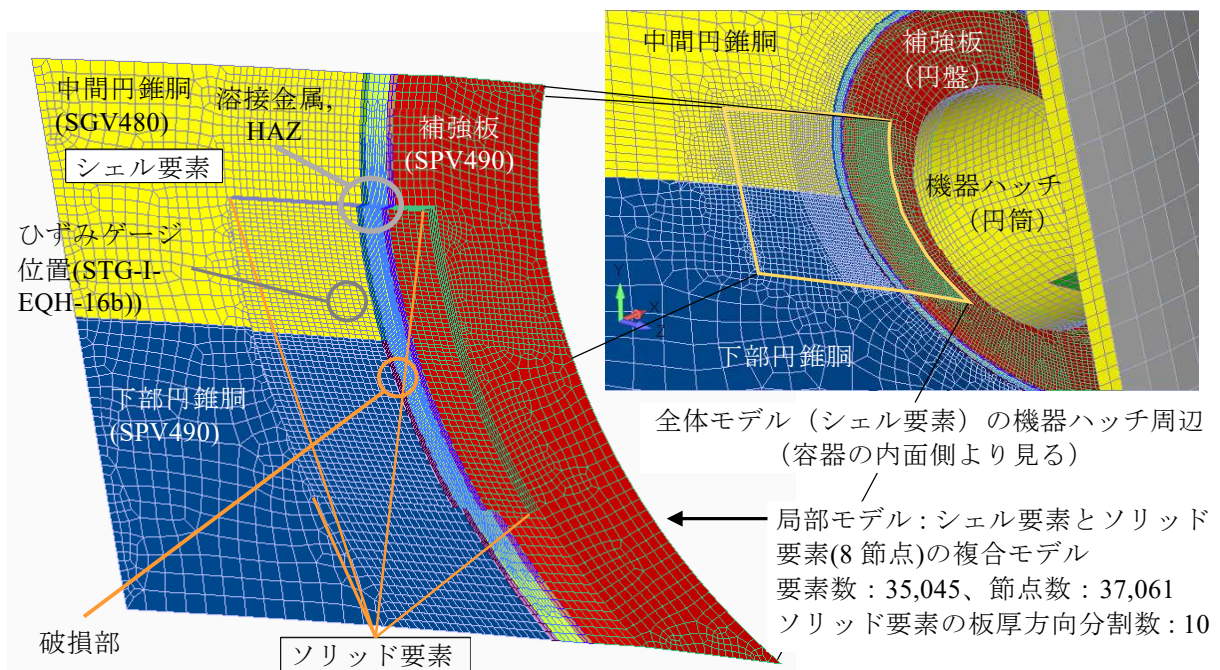 中間円錐胴
(SGV480)
シェル要素
溶接金属,
HAZ
補強板
(SPV490)
ひずみゲージ
位置(STG-I-
EQH-16b))
下部円錐胴
(SPV490)
破損部
ソリッド要素
中間円錐胴
補強板
（円盤）
機器ハッチ
（円筒）
下部円錐胴
Y
X
Z
全体モデル（シェル要素）の機器ハッチ周辺
（容器の内面側より見る）
局部モデル : シェル要素とソリッド
要素(8 節点)の複合モデル
要素数 : 35,045、節点数 : 37,061
ソリッド要素の板厚方向分割数 : 10